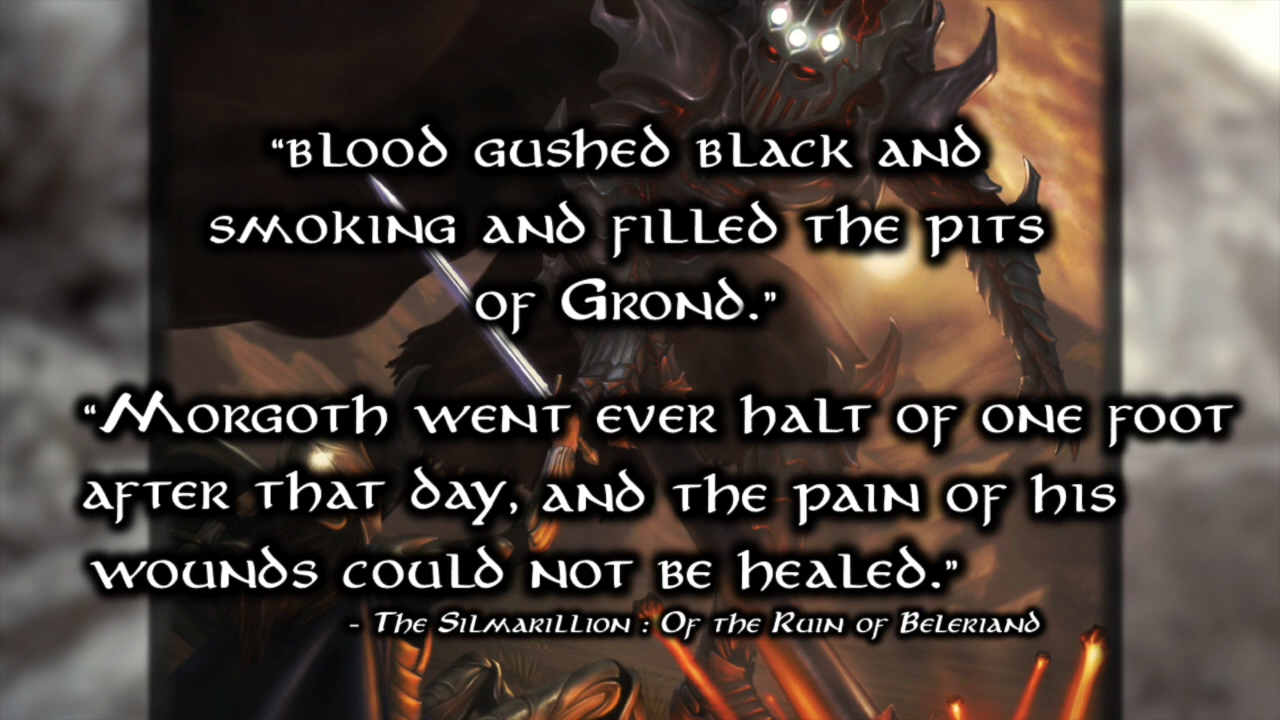 "Blood gushed black and
smoking and filled the pits
of Grond."
"Morgoth went ever halt of one foot
after that day, and the pain of his
wounds could not be healed."
- The Silmarillion : Of the Ruin of Beleriand